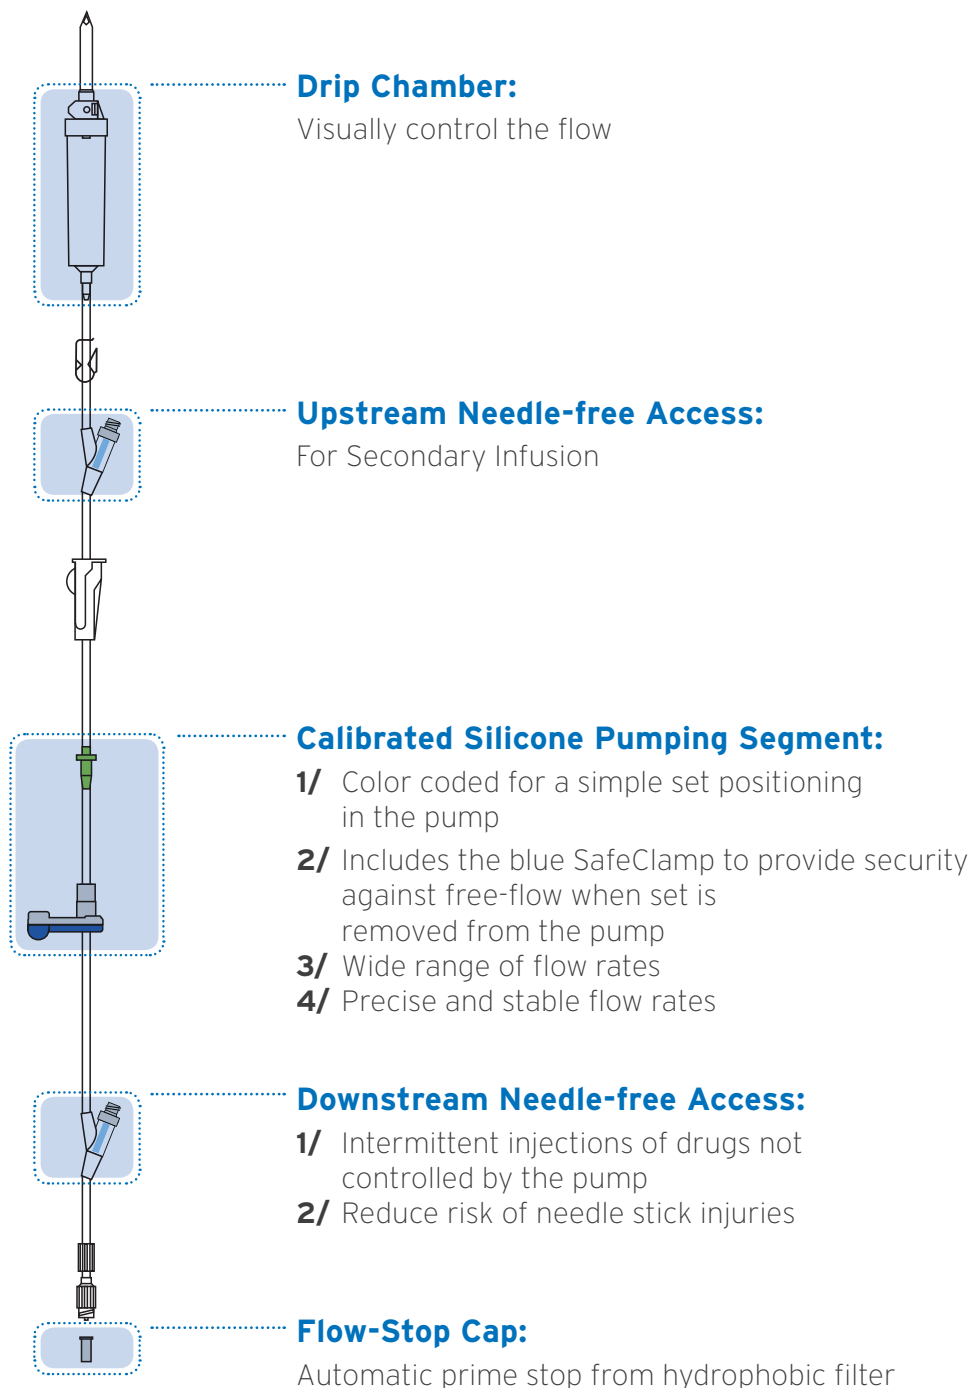 Drip Chamber:
Visually control the flow
Upstream Needle-free Access:
For Secondary Infusion
Calibrated Silicone Pumping Segment:
1/ Color coded for a simple set positioning
in the pump
2/ Includes the blue SafeClamp to provide security
against free-flow when set is
removed from the pump
3/ Wide range of flow rates
4/ Precise and stable flow rates
Downstream Needle-free Access:
1/ Intermittent injections of drugs not
controlled by the pump
2/ Reduce risk of needle stick injuries
Flow-Stop Cap:
Automatic prime stop from hydrophobic filter